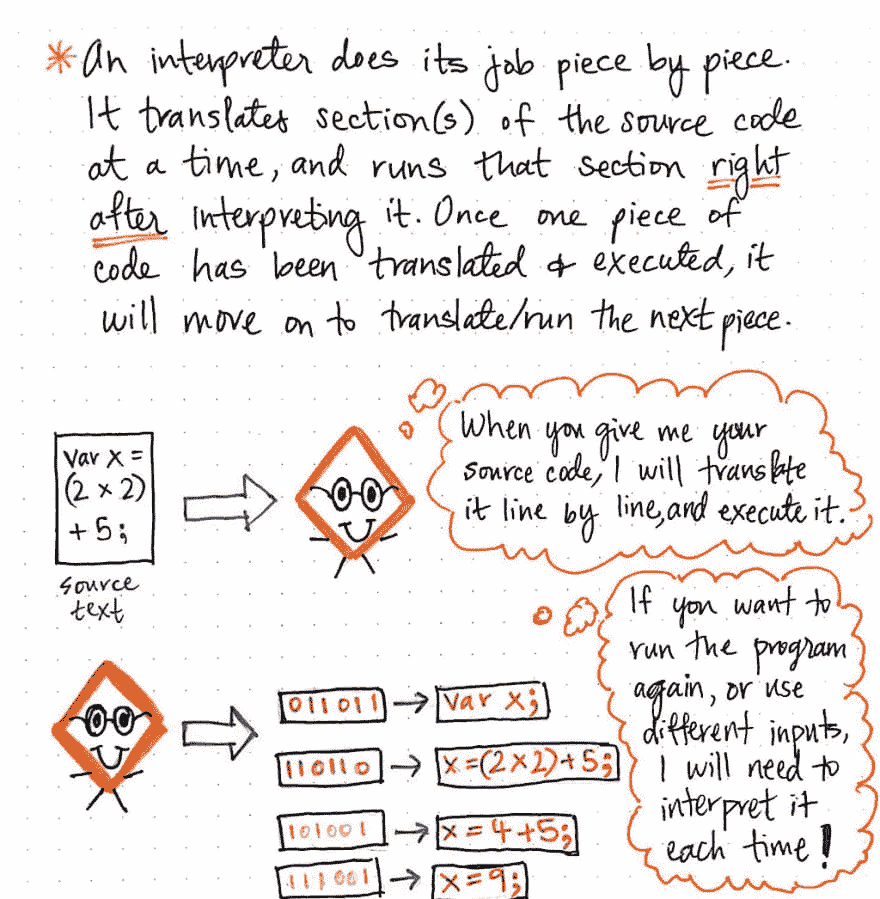 * An interpreter does its job piece by piece.
It translates section(s) of the source code
at a time, and runs that section right
after interpreting it. Once one piece of
code has been translated & executed, it
will move on to translate/run the next piece.
When you give me your
source code, I will translate
it line by line, and execute it.
var x =
(2 x 2)
+ 5;
source
text
If you want to
run the program
again, or use
different inputs,
I will need to
interpret it
each time!
011011 → var x;
110110 → x=(2x2)+5;
101001 → x = 4+5;
111001 → x=9;